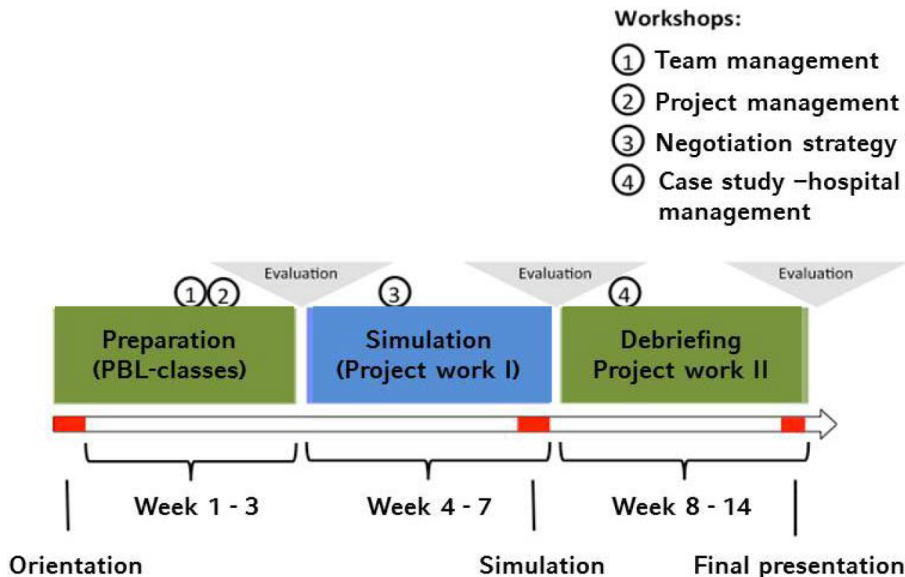 Workshops:
1 Team management
2 Project management
3 Negotiation strategy
4 Case study –hospital
management
Evaluation
Evaluation
Evaluation
1 2
3
4
Preparation
(PBL-classes)
Simulation
(Project work I)
Debriefing
Project work II
Week 1 - 3
Week 4 - 7
Week 8 - 14
Orientation
Simulation
Final presentation